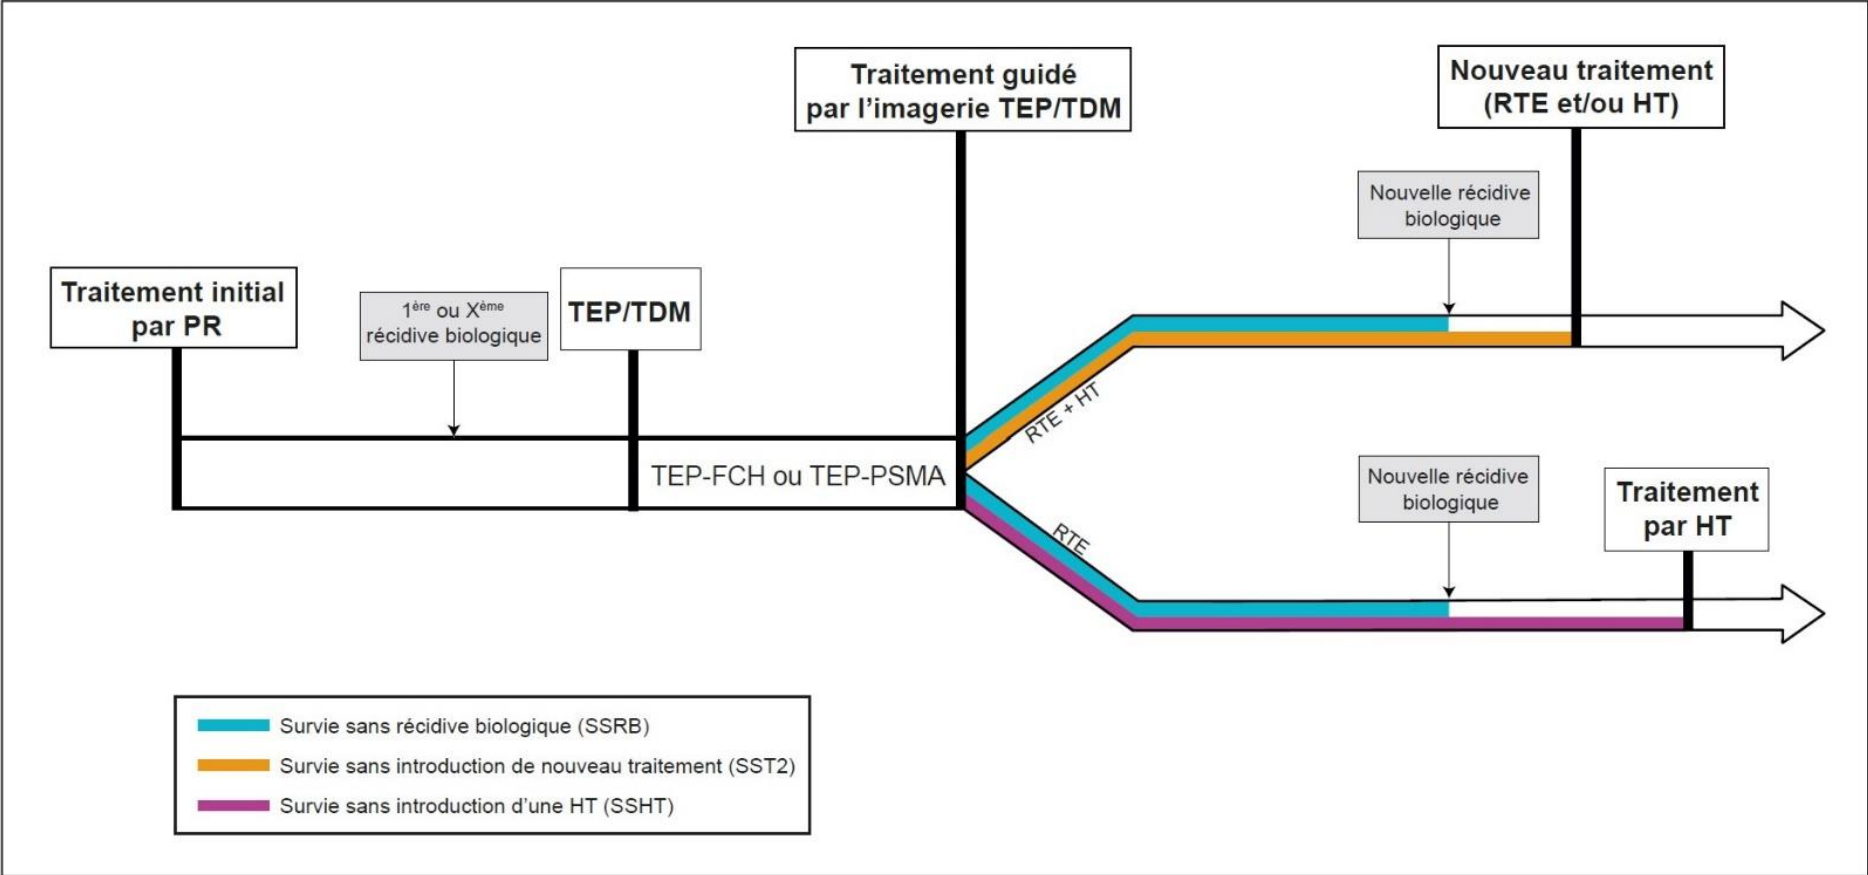 Traitement initial
par PR
1ère ou Xème
récidive biologique
TEP/TDM
Traitement guidé
par l’imagerie TEP/TDM
Nouveau traitement
(RTE et/ou HT)
Nouvelle récidive
biologique
RTE + HT
TEP-FCH ou TEP-PSMA
RTE
Nouvelle récidive
biologique
Traitement
par HT
Survie sans récidive biologique (SSRB)
Survie sans introduction de nouveau traitement (SST2)
Survie sans introduction d’une HT (SSHT)